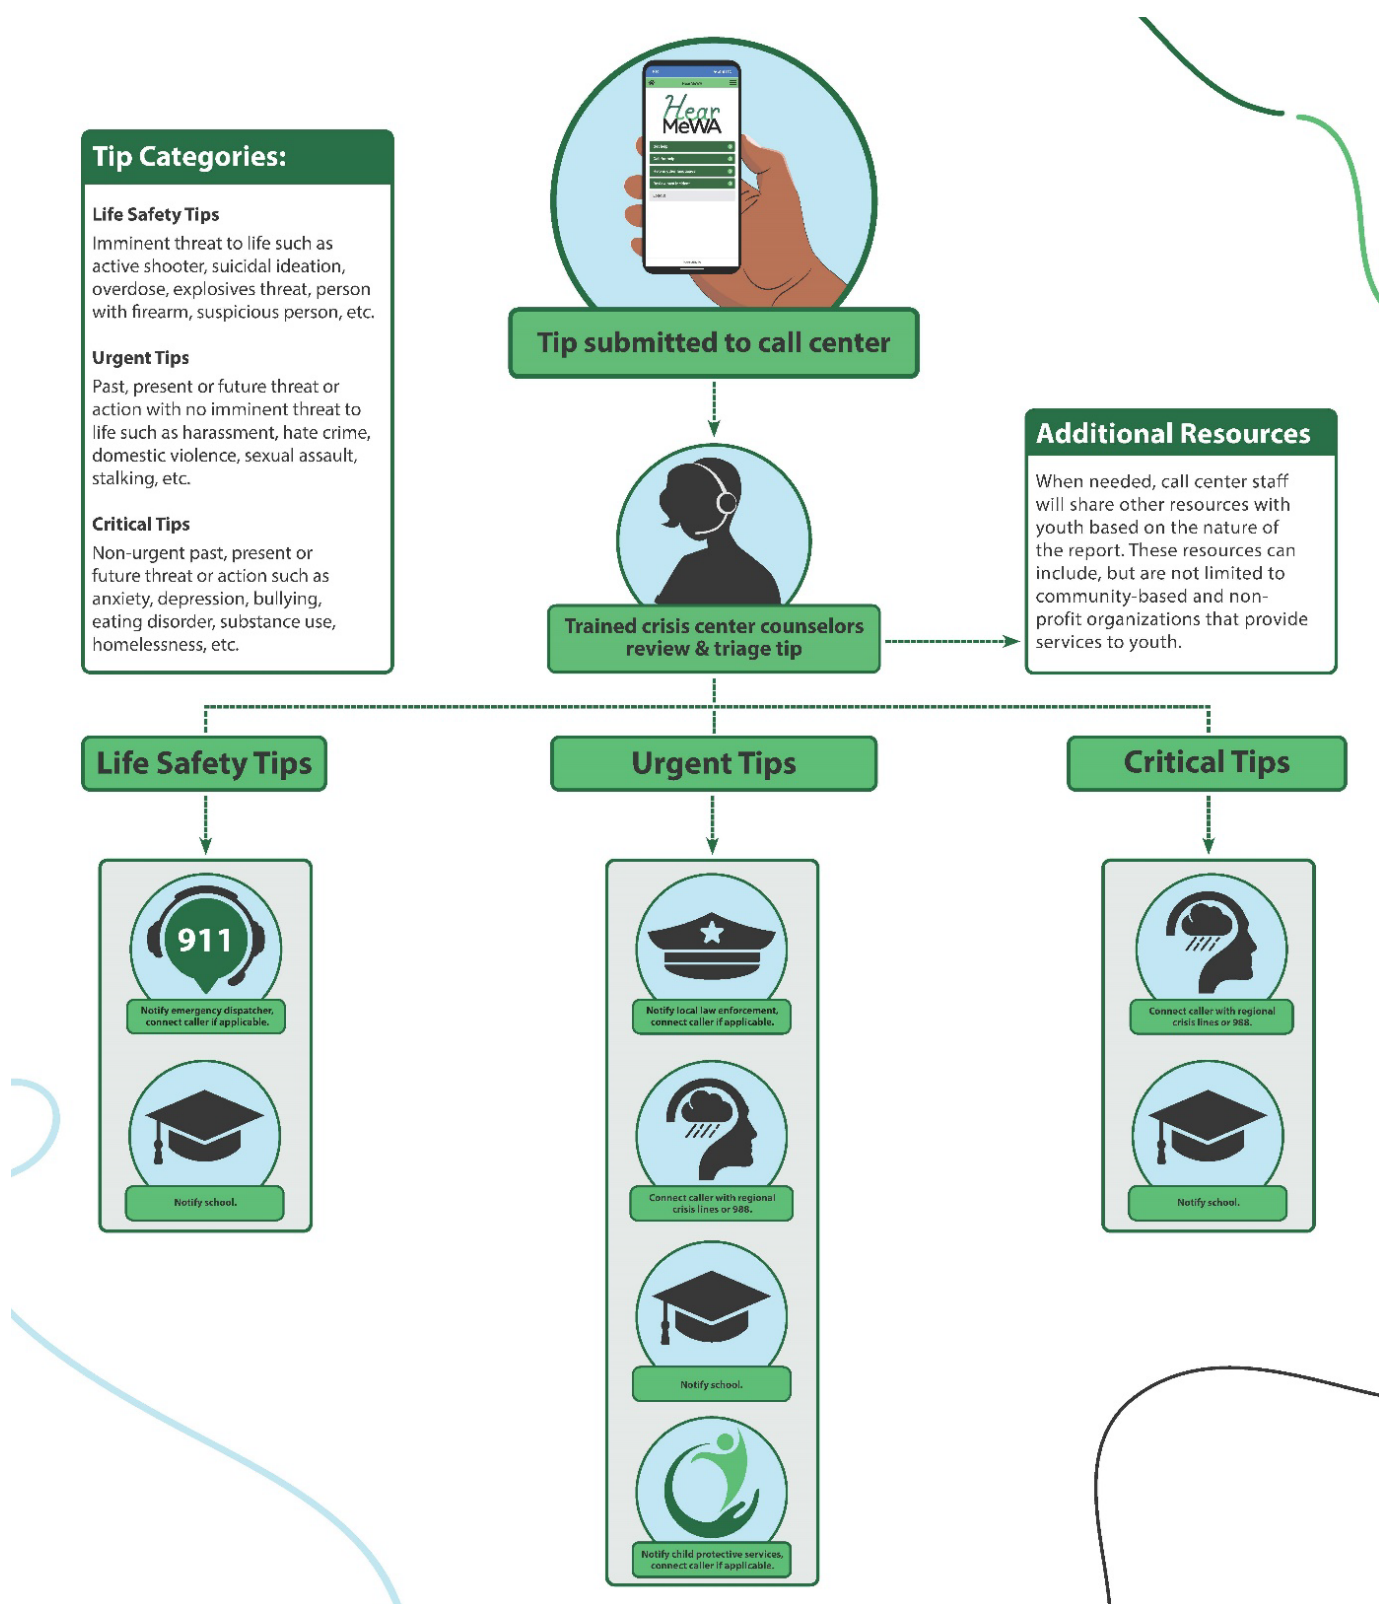 Hear
MeWA
Tip Categories:
Life Safety Tips
Imminent threat to life such as
active shooter, suicidal ideation,
overdose, explosives threat, person
with firearm, suspicious person, etc.
Urgent Tips
Past, present or future threat or
action with no imminent threat to
life such as harassment, hate crime,
domestic violence, sexual assault,
stalking, etc.
Critical Tips
Non-urgent past, present or
future threat or action such as
anxiety, depression, bullying,
eating disorder, substance use,
homelessness, etc.
Tip submitted to call center
Trained crisis center counselors
review & triage tip
Additional Resources
When needed, call center staff
will share other resources with
youth based on the nature of
the report. These resources can
include, but are not limited to
community-based and non-
profit organizations that provide
services to youth.
Life Safety Tips
911
Notify emergency dispatcher,
connect caller if applicable.
Notify school.
Urgent Tips
Notify local law enforcement,
connect caller if applicable.
Connect caller with regional
crisis lines or 988.
Notify school.
Notify child protective services,
connect caller if applicable.
Critical Tips
Connect caller with regional
crisis lines or 988.
Notify school.